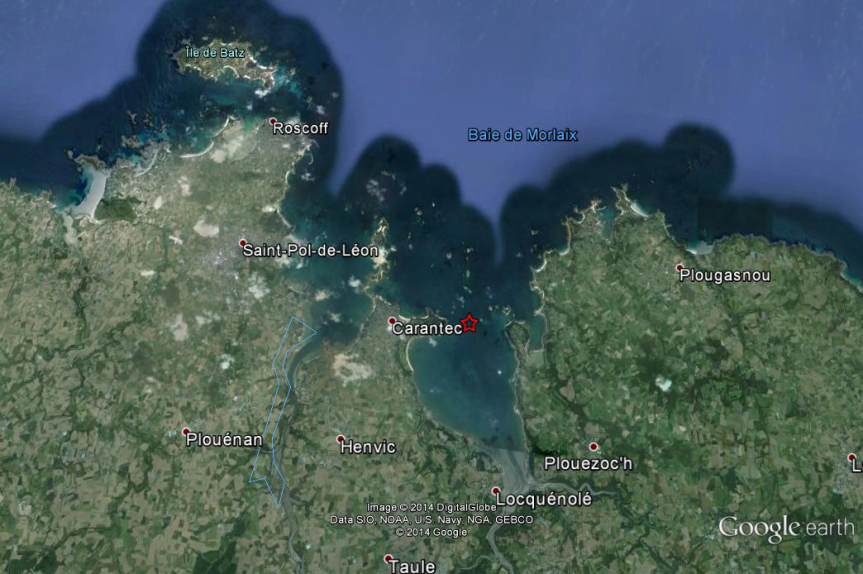 Île de Batz
Roscoff
Baie de Morlaix
Saint-Pol-de-Léon
Plougasnou
Carantec
Plouénan
Henvic
Plouezoc'h
L
Locquénolé
Image © 2014 DigitalGlobe
Data SIO, NOAA, U.S. Navy, NGA, GEBCO
© 2014 Google
Google earth
Taule